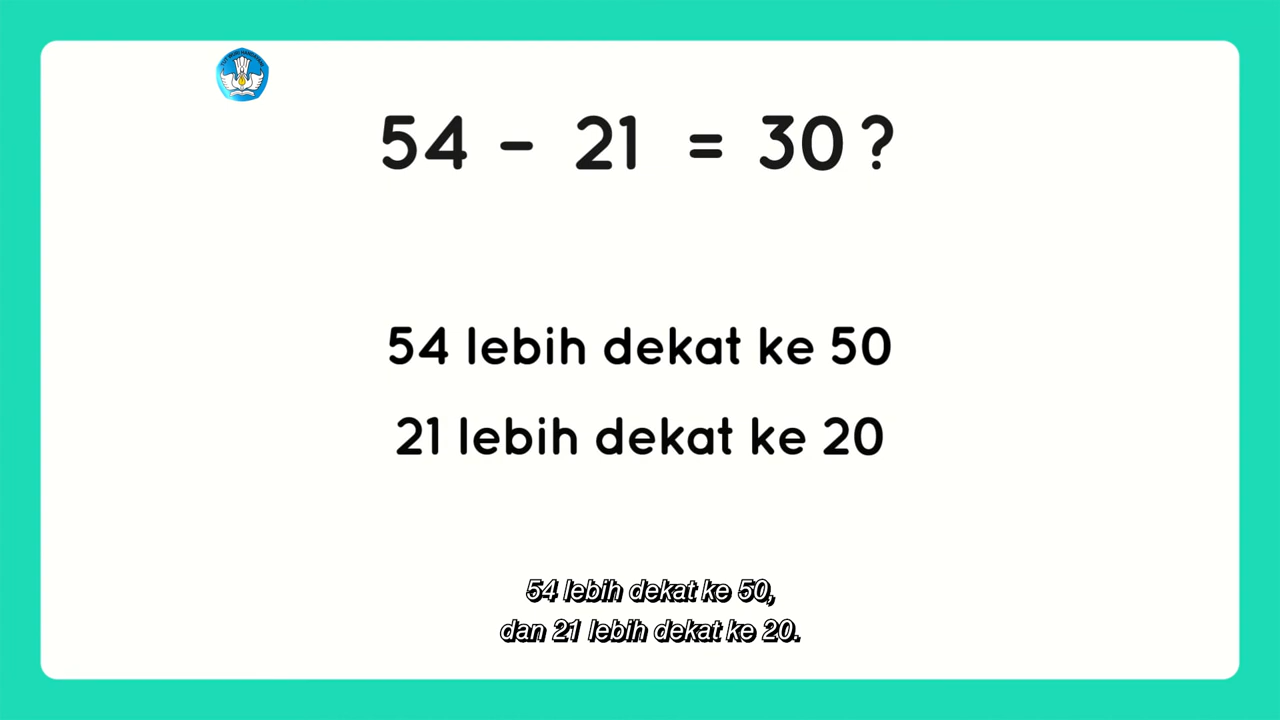 54 - 21 = 30 ?
54 lebih dekat ke 50
21 lebih dekat ke 20
54 lebih dekat ke 50,
dan 21 lebih dekat ke 20.